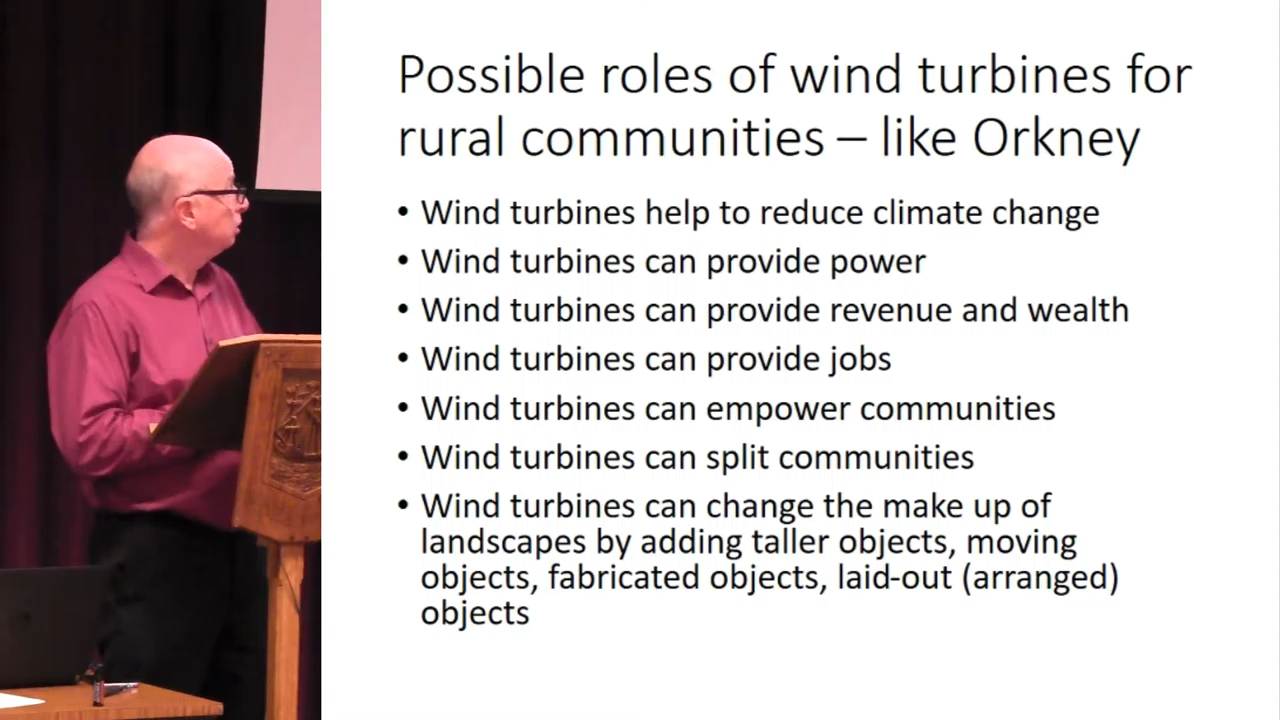 Possible roles of wind turbines for
rural communities – like Orkney
• Wind turbines help to reduce climate change
• Wind turbines can provide power
• Wind turbines can provide revenue and wealth
• Wind turbines can provide jobs
• Wind turbines can empower communities
• Wind turbines can split communities
• Wind turbines can change the make up of
landscapes by adding taller objects, moving
objects, fabricated objects, laid-out (arranged)
objects